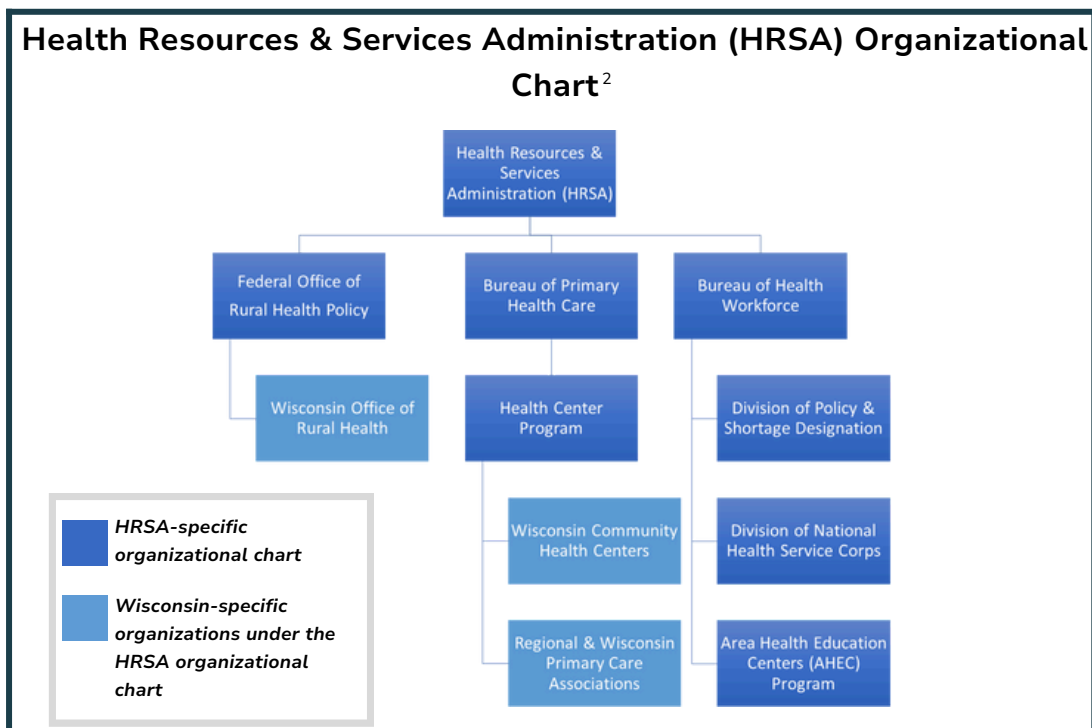 Health Resources & Services Administration (HRSA) Organizational
Chart²
Health Resources &
Services
Administration (HRSA)
Federal Office of
Rural Health Policy
Bureau of Primary
Health Care
Bureau of Health
Workforce
Wisconsin Office of
Rural Health
Health Center
Program
Division of Policy &
Shortage Designation
Wisconsin Community
Health Centers
Division of National
Health Service Corps
Regional & Wisconsin
Primary Care
Associations
Area Health Education
Centers (AHEC)
Program
HRSA-specific
organizational chart
Wisconsin-specific
organizations under the
HRSA organizational
chart